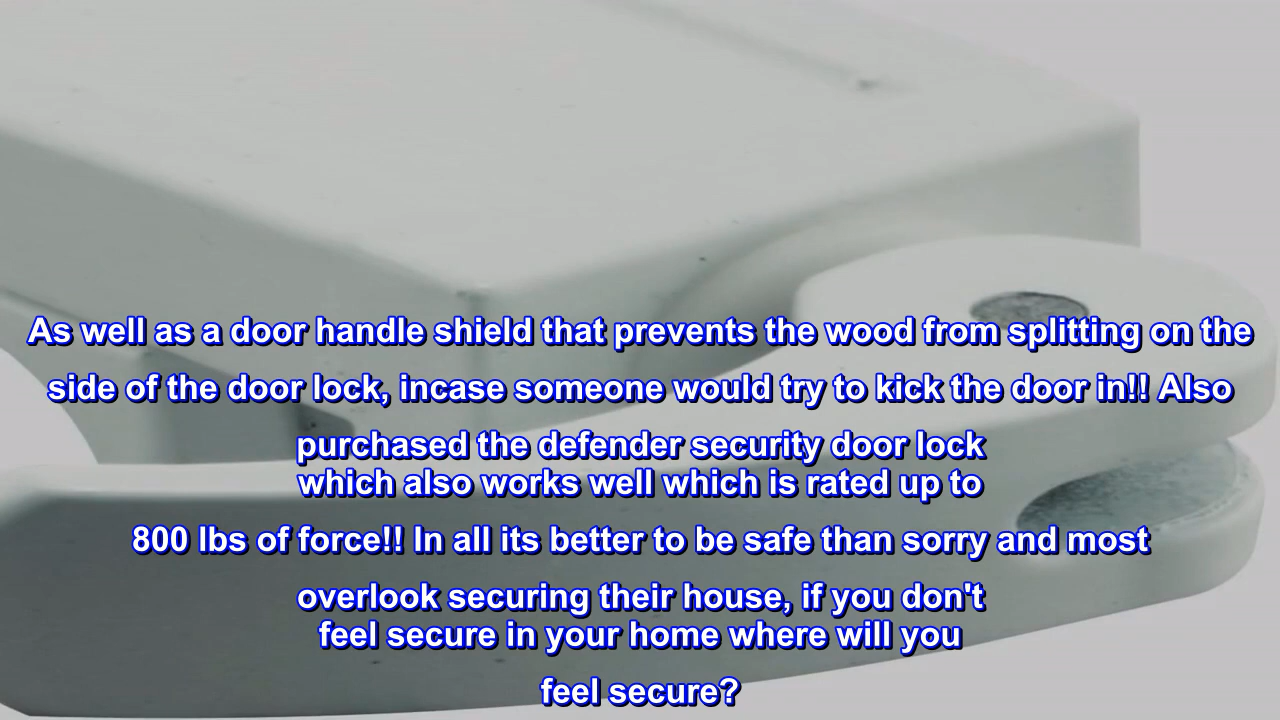 As well as a door handle shield that prevents the wood from splitting on the
side of the door lock, incase someone would try to kick the door in!! Also
purchased the defender security door lock
which also works well which is rated up to
800 lbs of force!! In all its better to be safe than sorry and most
overlook securing their house, if you don't
feel secure in your home where will you
feel secure?